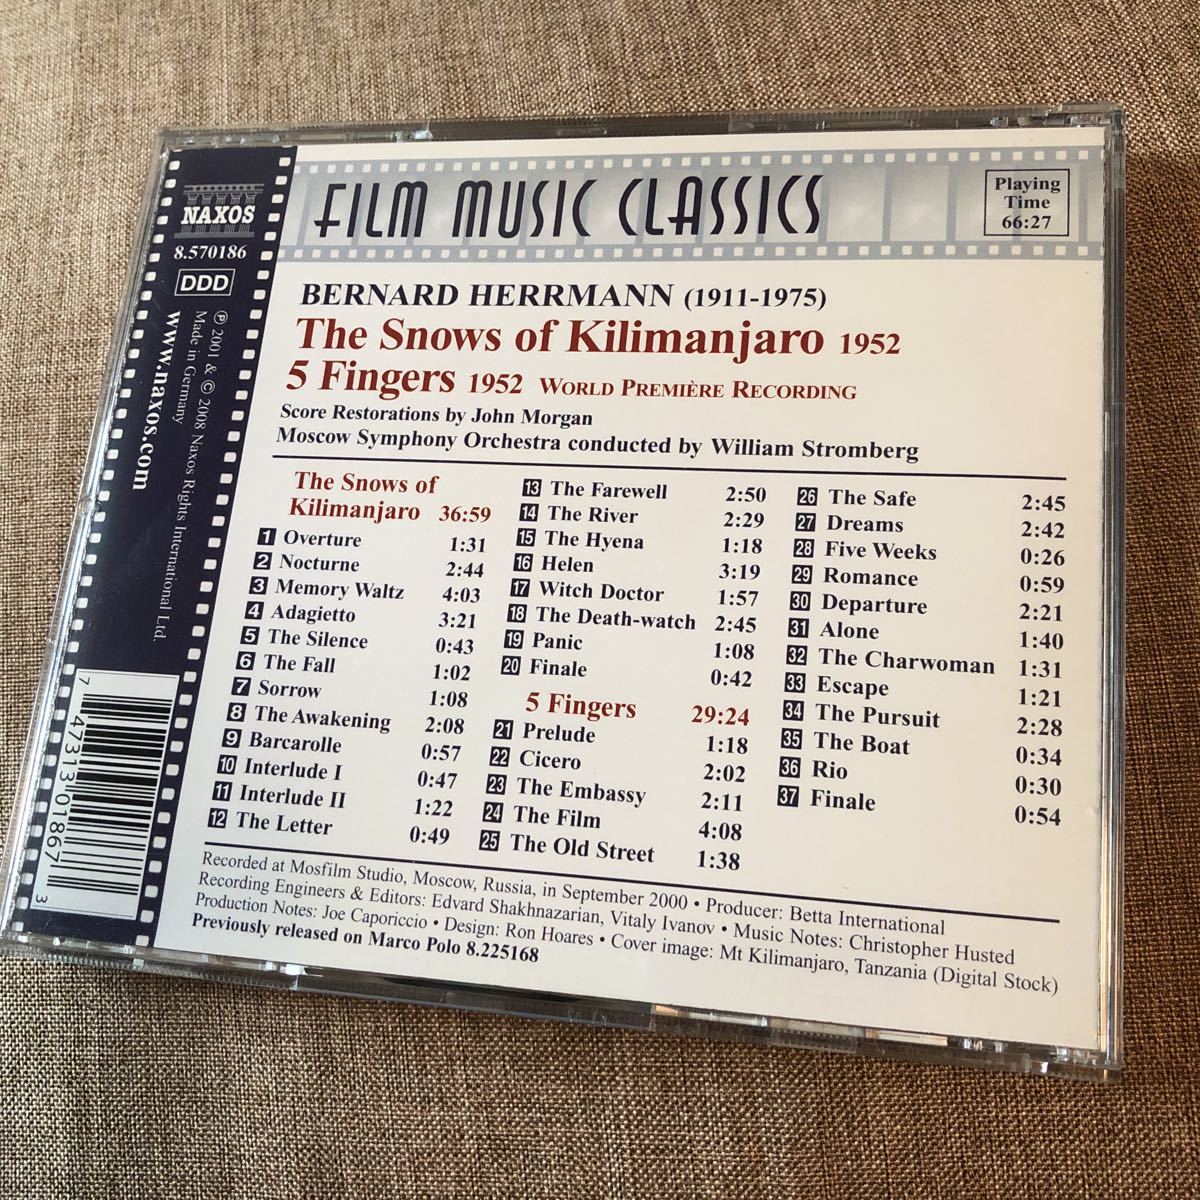 NAXOS
8.570186
DDD
℗ 2001 & © 2008 Naxos Rights International Ltd.
Made in Germany
www.naxos.com
7 47313 01867 3
FILM MUSIC CLASSICS
Playing
Time
66:27
BERNARD HERRMANN (1911-1975)
The Snows of Kilimanjaro 1952
5 Fingers 1952 WORLD PREMIÈRE RECORDING
Score Restorations by John Morgan
Moscow Symphony Orchestra conducted by William Stromberg
The Snows of
Kilimanjaro 36:59
1 Overture 1:31
2 Nocturne 2:44
3 Memory Waltz 4:03
4 Adagietto 3:21
5 The Silence 0:43
6 The Fall 1:02
7 Sorrow 1:08
8 The Awakening 2:08
9 Barcarolle 0:57
10 Interlude I 0:47
11 Interlude II 1:22
12 The Letter 0:49
13 The Farewell 2:50
14 The River 2:29
15 The Hyena 1:18
16 Helen 3:19
17 Witch Doctor 1:57
18 The Death-watch 2:45
19 Panic 1:08
20 Finale 0:42
5 Fingers 29:24
21 Prelude 1:18
22 Cicero 2:02
23 The Embassy 2:11
24 The Film 4:08
25 The Old Street 1:38
26 The Safe 2:45
27 Dreams 2:42
28 Five Weeks 0:26
29 Romance 0:59
30 Departure 2:21
31 Alone 1:40
32 The Charwoman 1:31
33 Escape 1:21
34 The Pursuit 2:28
35 The Boat 0:34
36 Rio 0:30
37 Finale 0:54
Recorded at Mosfilm Studio, Moscow, Russia, in September 2000 • Producer: Betta International
Recording Engineers & Editors: Edvard Shakhnazarian, Vitaly Ivanov • Music Notes: Christopher Husted
Production Notes: Joe Caporiccio • Design: Ron Hoares • Cover image: Mt Kilimanjaro, Tanzania (Digital Stock)
Previously released on Marco Polo 8.225168